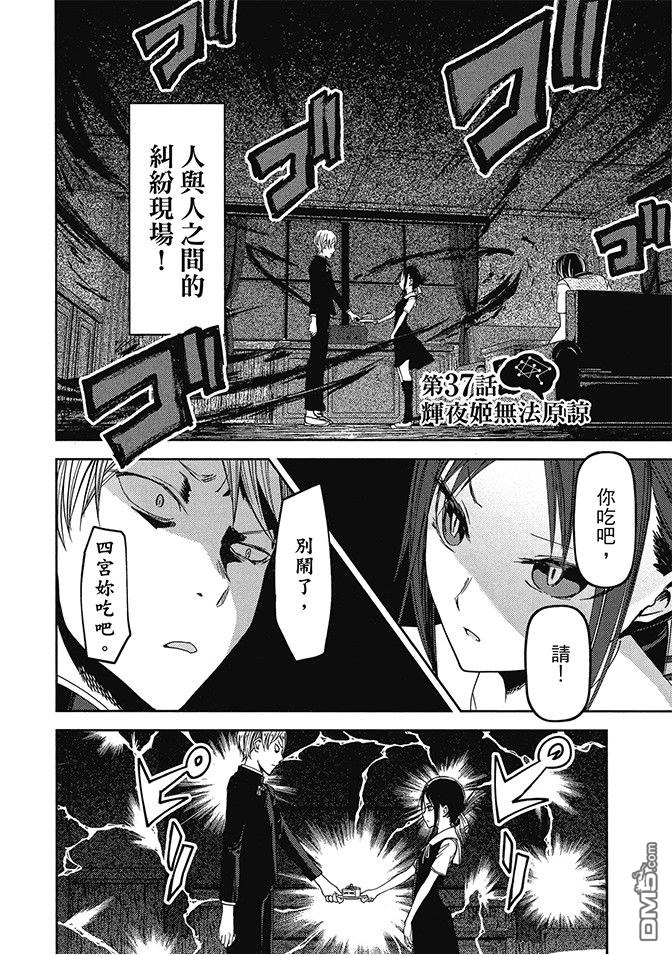 ゴ
ゴ
ゴ
ゴ
ゴ
ゴ
ゴ
人與人之間的
糾紛現場！
第37話
輝夜姬無法原諒
你吃吧，
請！
別鬧了，
四宮妳吃吧。
ピ
ピ
DM5.com